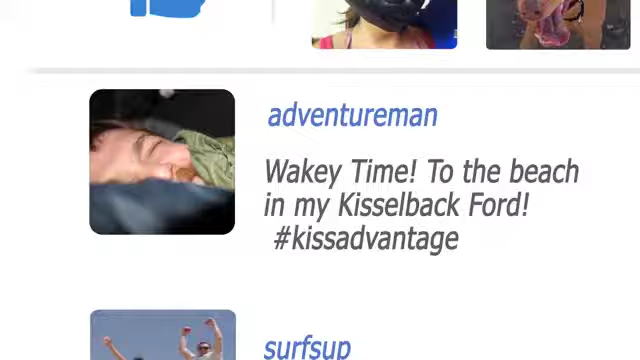 adventureman
Wakey Time! To the beach
in my Kisselback Ford!
#kissadvantage
surfsup